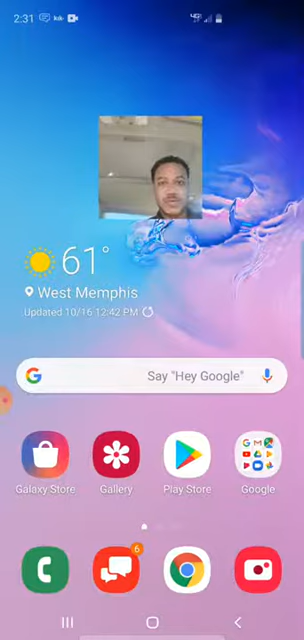 2:31 kik
61°
West Memphis
Updated 10/16 12:42 PM
Say "Hey Google"
Galaxy Store Gallery Play Store Google
6